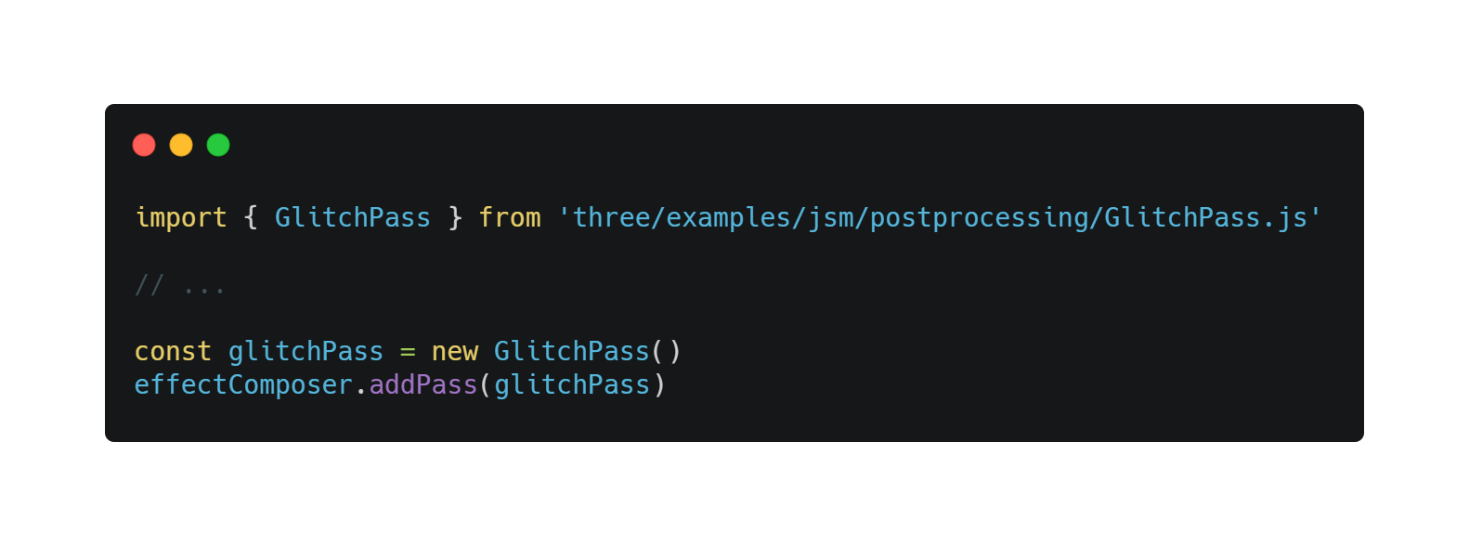 import { GlitchPass } from 'three/examples/jsm/postprocessing/GlitchPass.js'
// ...
const glitchPass = new GlitchPass()
effectComposer.addPass(glitchPass)